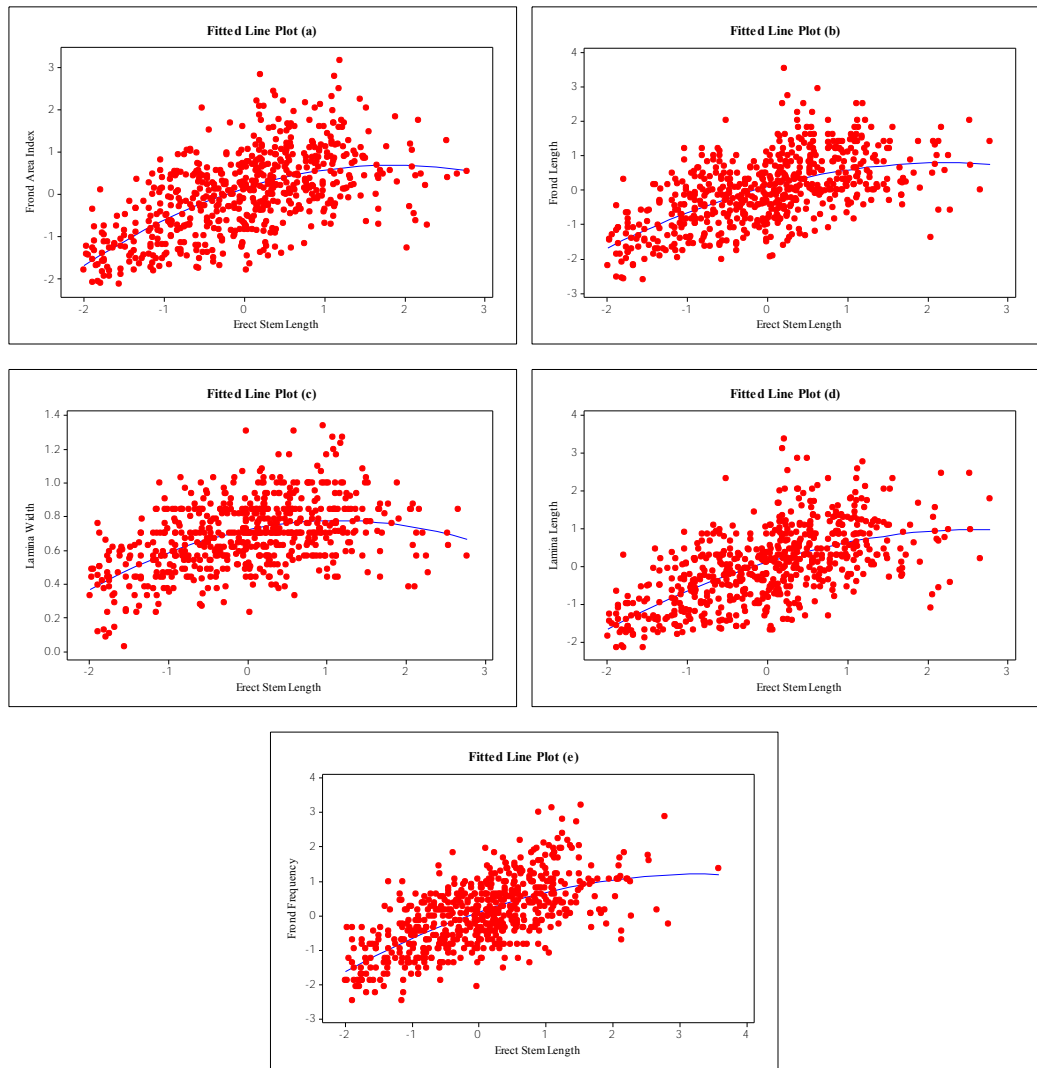 Fitted Line Plot (a)
Frond Area Index
3
2
1
0
-1
-2
-2 -1 0 1 2 3
Erect Stem Length
Fitted Line Plot (b)
Frond Length
4
3
2
1
0
-1
-2
-3
-2 -1 0 1 2 3
Erect Stem Length
Fitted Line Plot (c)
Lamina Width
1.4
1.2
1.0
0.8
0.6
0.4
0.2
0.0
-2 -1 0 1 2 3
Erect Stem Length
Fitted Line Plot (d)
Lamina Length
4
3
2
1
0
-1
-2
-2 -1 0 1 2 3
Erect Stem Length
Fitted Line Plot (e)
Frond Frequency
4
3
2
1
0
-1
-2
-3
-2 -1 0 1 2 3 4
Erect Stem Length